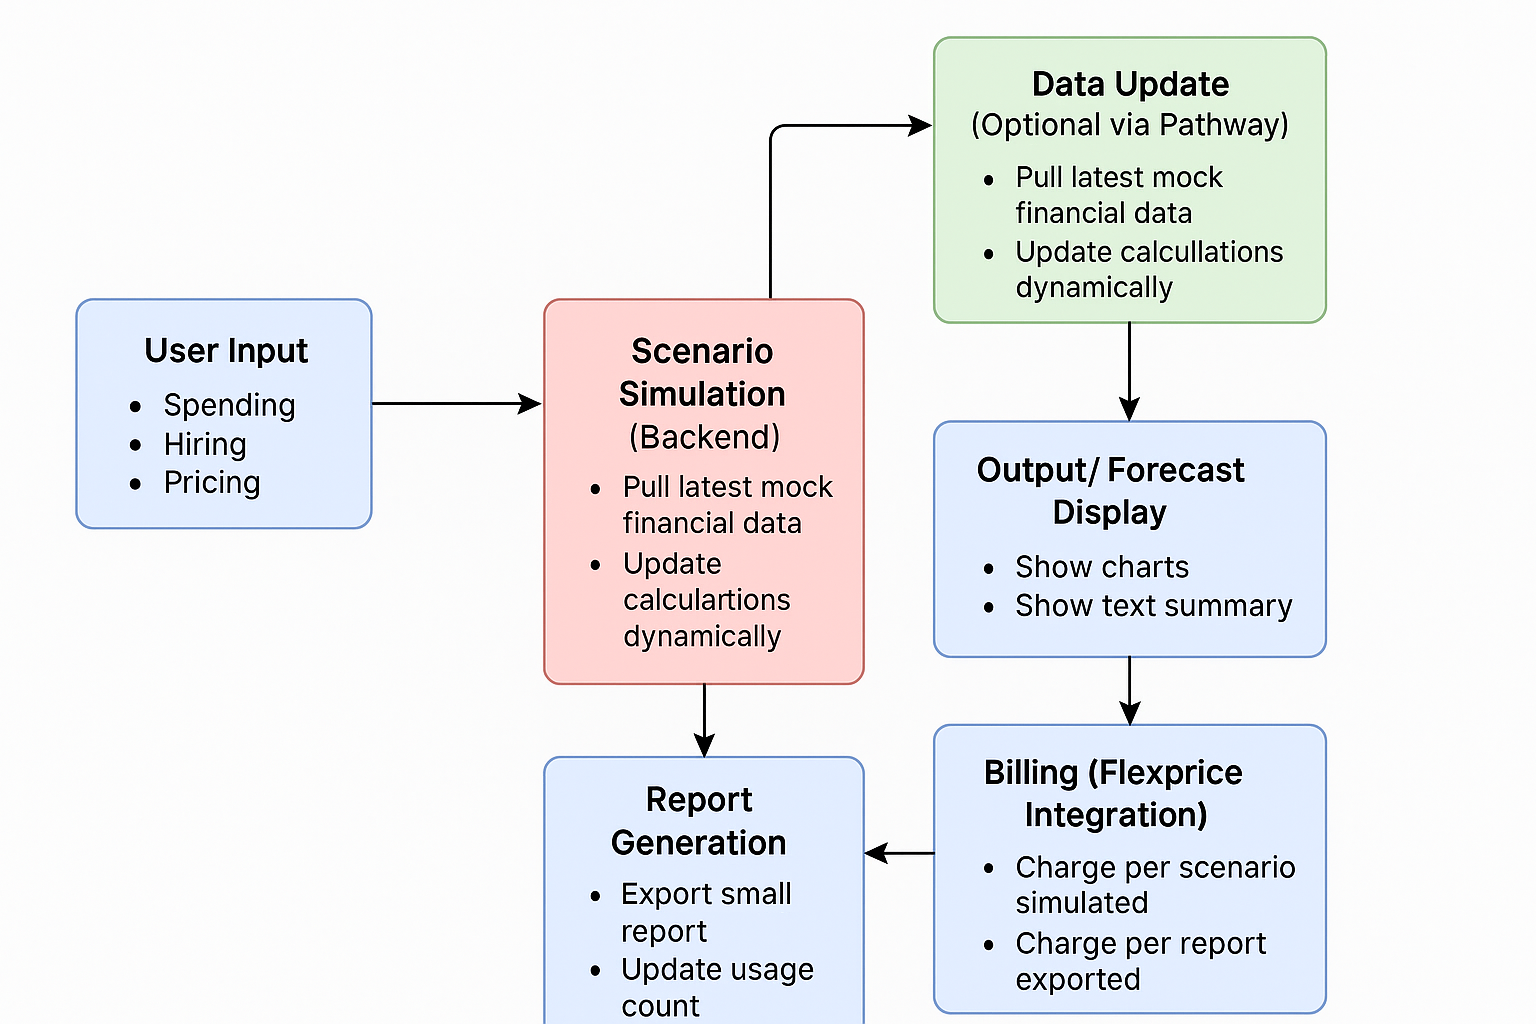 Data Update
(Optional via Pathway)
• Pull latest mock
financial data
• Update calcullations
dynamically
User Input
• Spending
• Hiring
• Pricing
Scenario
Simulation
(Backend)
• Pull latest mock
financial data
• Update
calculartions
dynamically
Output/ Forecast
Display
• Show charts
• Show text summary
Billing (Flexprice
Integration)
• Charge per scenario
simulated
• Charge per report
exported
Report
Generation
• Export small
report
• Update usage
count